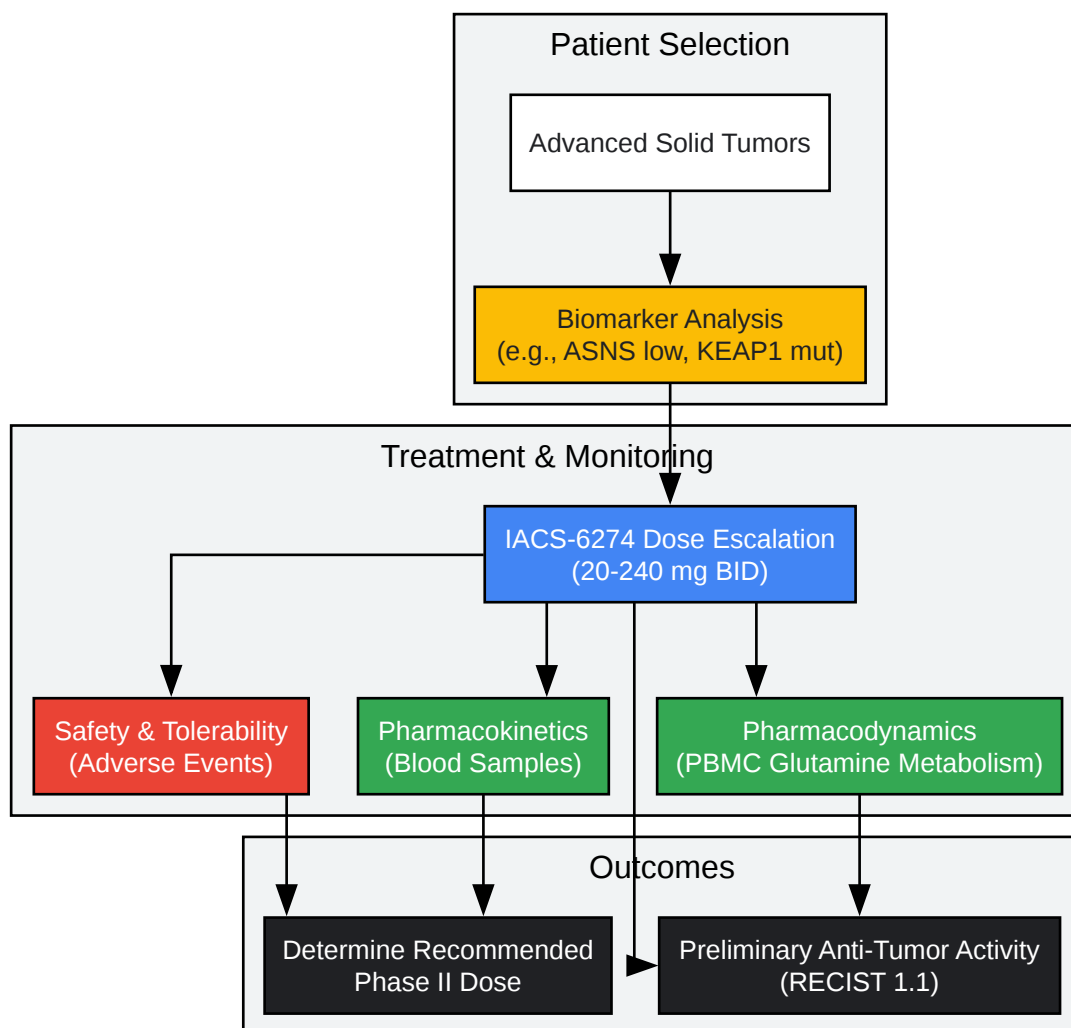 Patient Selection
Advanced Solid Tumors
Biomarker Analysis
(e.g., ASNS low, KEAP1 mut)
Treatment & Monitoring
IACS-6274 Dose Escalation
(20-240 mg BID)
Safety & Tolerability
(Adverse Events)
Pharmacokinetics
(Blood Samples)
Pharmacodynamics
(PBMC Glutamine Metabolism)
Outcomes
Determine Recommended
Phase II Dose
Preliminary Anti-Tumor Activity
(RECIST 1.1)